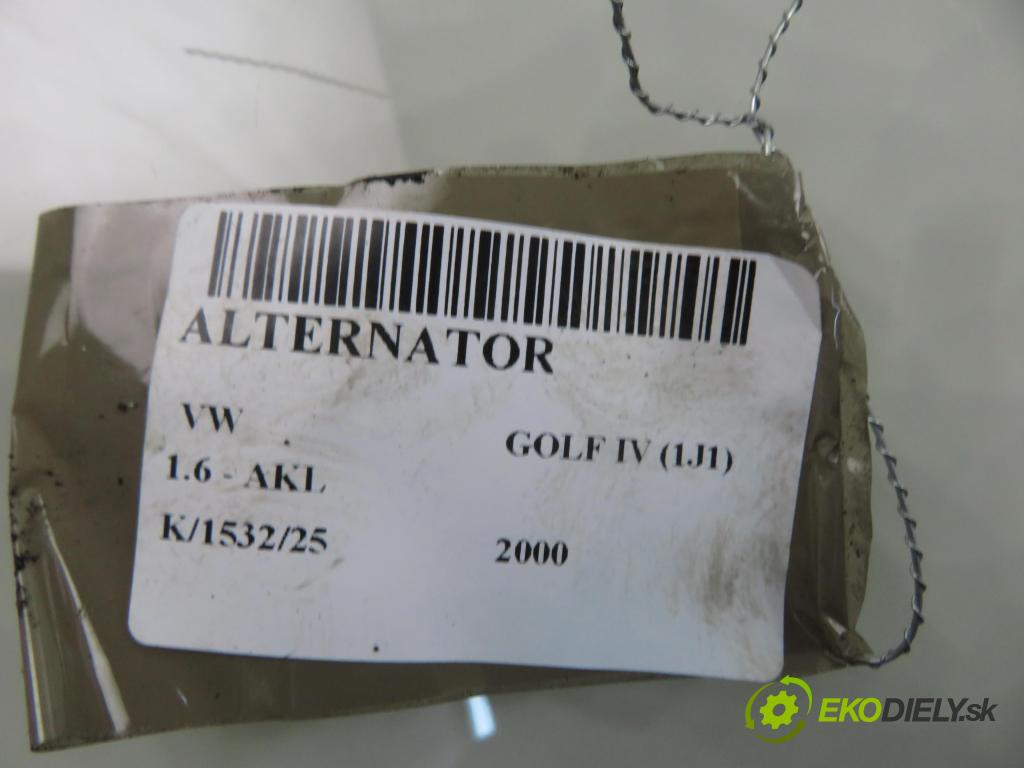 ALTERNATOR
VW
GOLF IV (1J1)
1.6 - AKL
K/1532/25
2000
EKODIELY.sk